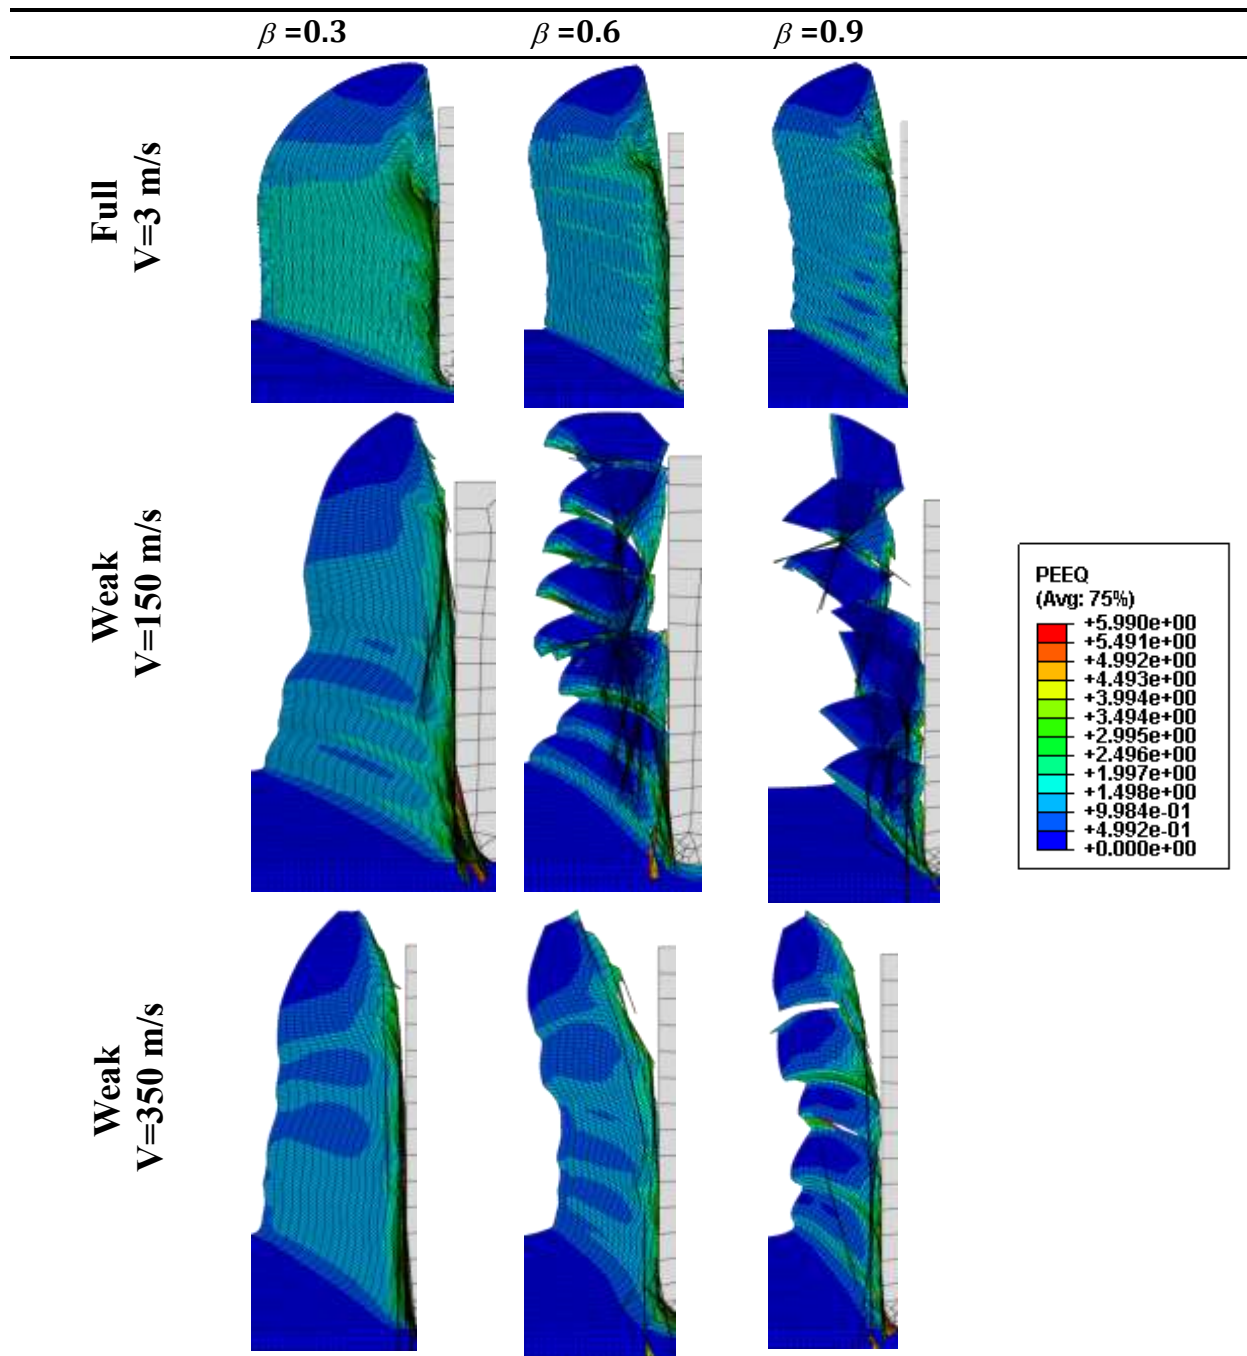 β =0.3 β =0.6 β =0.9
Full
V=3 m/s
Weak
V=150 m/s
Weak
V=350 m/s
PEEQ
(Avg: 75%)
+5.990e+00
+5.491e+00
+4.992e+00
+4.493e+00
+3.994e+00
+3.494e+00
+2.995e+00
+2.496e+00
+1.997e+00
+1.498e+00
+9.984e-01
+4.992e-01
+0.000e+00